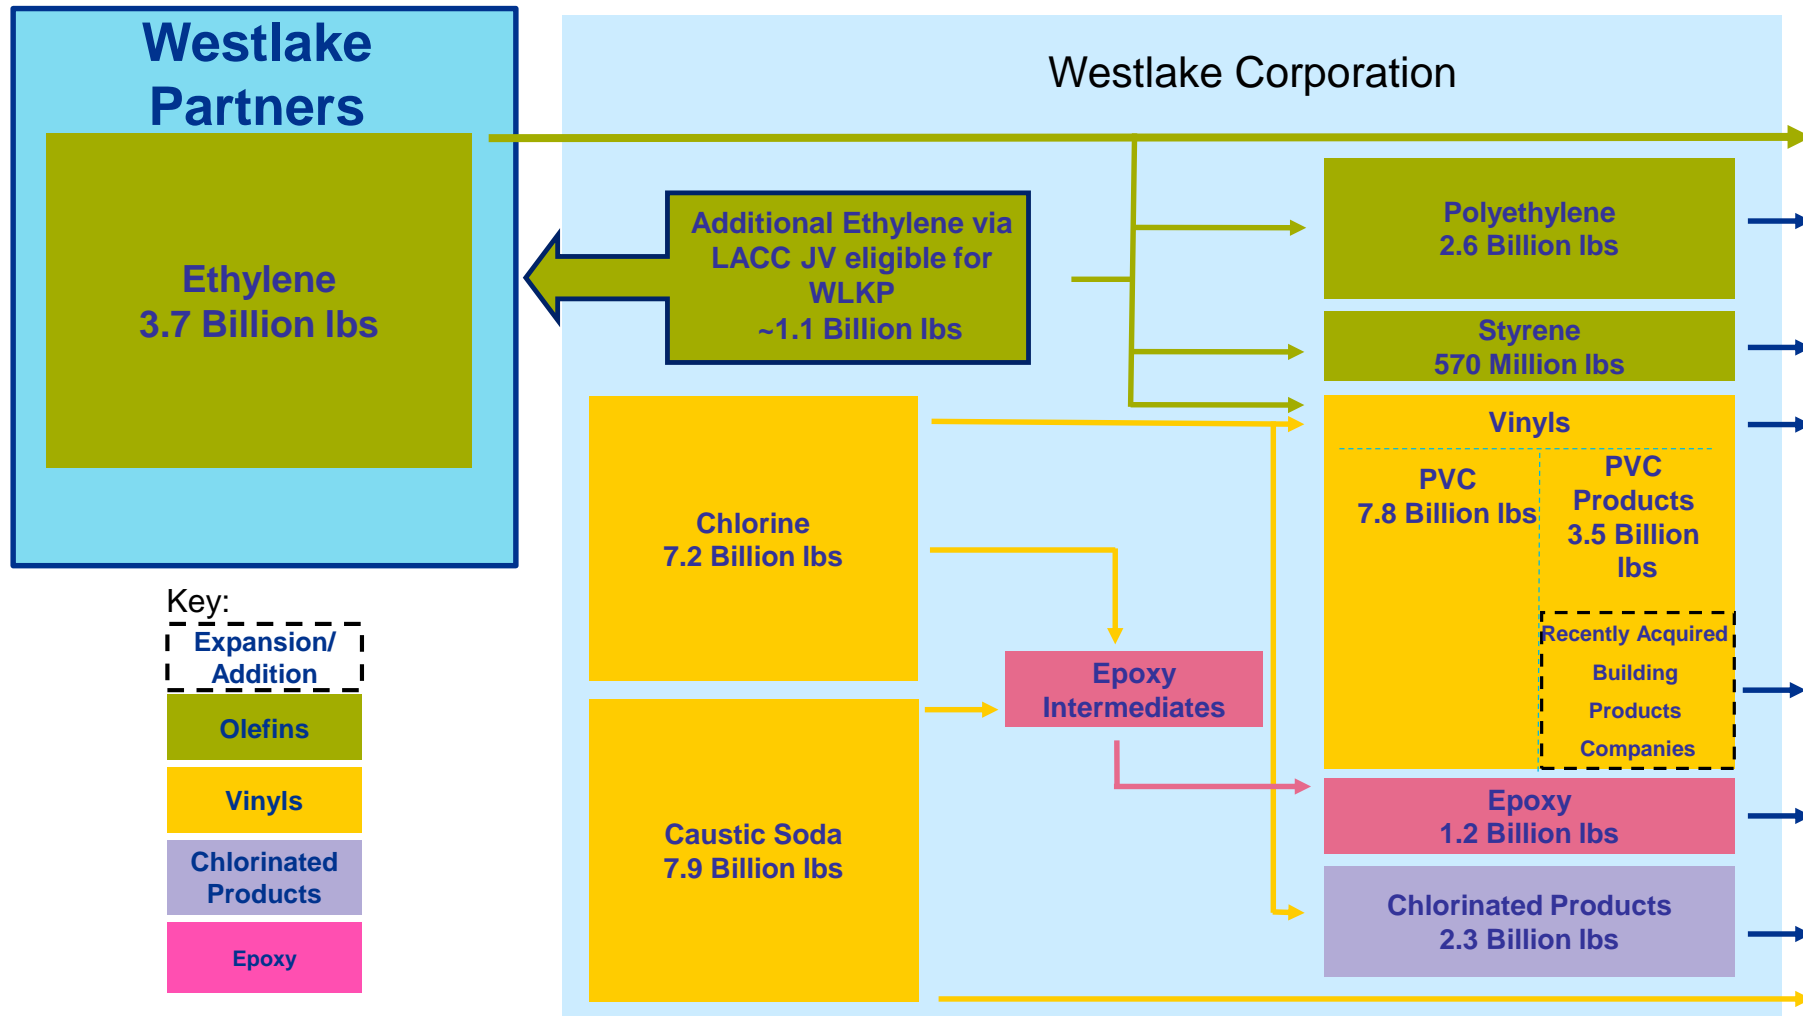 Westlake
Partners
Ethylene
3.7 Billion lbs
Westlake Corporation
Additional Ethylene via
LACC JV eligible for
WLKP
~1.1 Billion lbs
Polyethylene
2.6 Billion lbs
Styrene
570 Million lbs
Chlorine
7.2 Billion lbs
Vinyls
PVC
7.8 Billion lbs
PVC
Products
3.5 Billion
lbs
Recently Acquired
Building
Products
Companies
Epoxy
Intermediates
Caustic Soda
7.9 Billion lbs
Epoxy
1.2 Billion lbs
Chlorinated Products
2.3 Billion lbs
Key:
Expansion/
Addition
Olefins
Vinyls
Chlorinated
Products
Epoxy